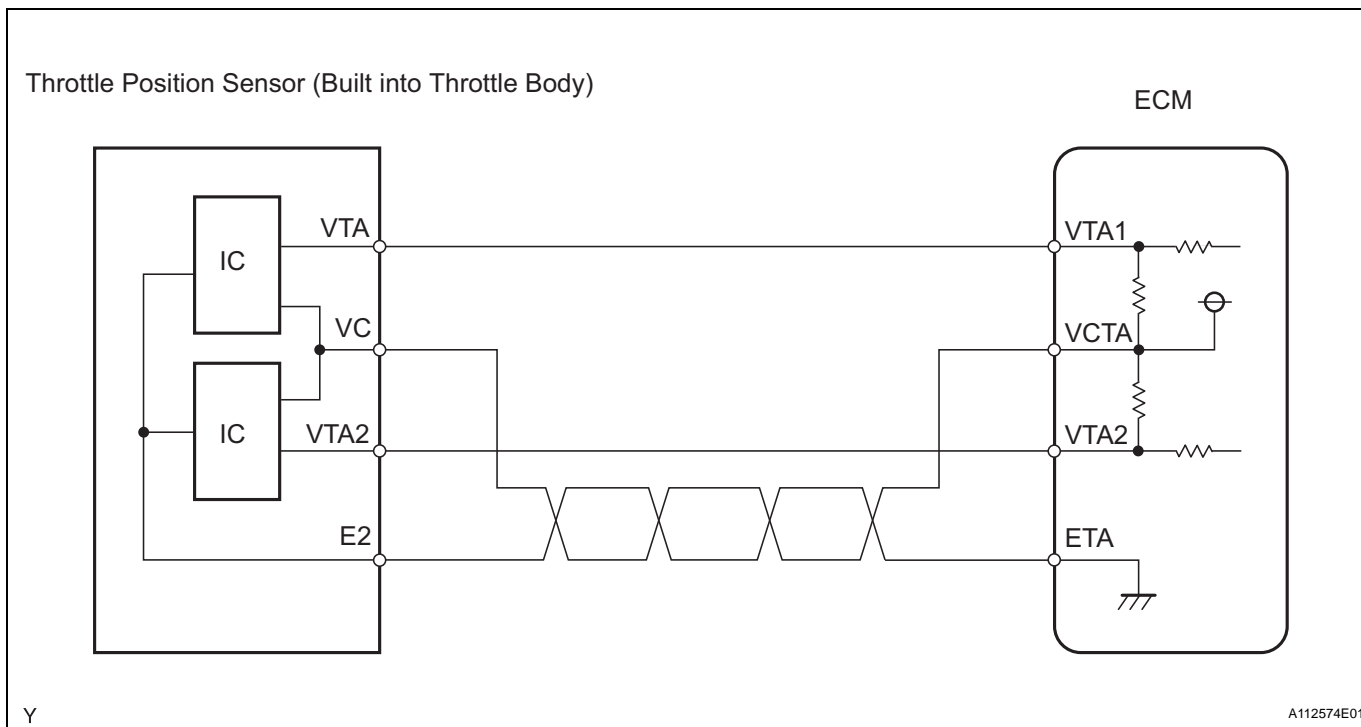 Throttle Position Sensor (Built into Throttle Body)
ECM
VTA
VTA1
IC
VC
VCTA
IC
VTA2
VTA2
E2
ETA
Y
A112574E01